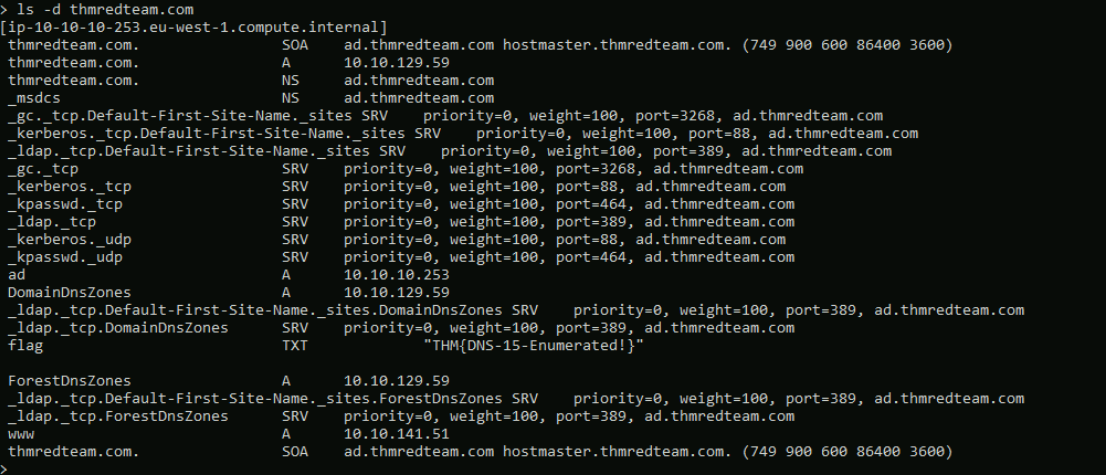 > ls -d thmredteam.com
[ip-10-10-10-253.eu-west-1.compute.internal]
thmredteam.com. SOA ad.thmredteam.com hostmaster.thmredteam.com. (749 900 600 86400 3600)
thmredteam.com. A 10.10.129.59
thmredteam.com. NS ad.thmredteam.com
_msdcs NS ad.thmredteam.com
_gc._tcp.Default-First-Site-Name._sites SRV priority=0, weight=100, port=3268, ad.thmredteam.com
_kerberos._tcp.Default-First-Site-Name._sites SRV priority=0, weight=100, port=88, ad.thmredteam.com
_ldap._tcp.Default-First-Site-Name._sites SRV priority=0, weight=100, port=389, ad.thmredteam.com
_gc._tcp SRV priority=0, weight=100, port=3268, ad.thmredteam.com
_kerberos._tcp SRV priority=0, weight=100, port=88, ad.thmredteam.com
_kpasswd._tcp SRV priority=0, weight=100, port=464, ad.thmredteam.com
_ldap._tcp SRV priority=0, weight=100, port=389, ad.thmredteam.com
_kerberos._udp SRV priority=0, weight=100, port=88, ad.thmredteam.com
_kpasswd._udp SRV priority=0, weight=100, port=464, ad.thmredteam.com
ad A 10.10.10.253
DomainDnsZones A 10.10.129.59
_ldap._tcp.Default-First-Site-Name._sites.DomainDnsZones SRV priority=0, weight=100, port=389, ad.thmredteam.com
_ldap._tcp.DomainDnsZones SRV priority=0, weight=100, port=389, ad.thmredteam.com
flag TXT "THM{DNS-15-Enumerated!}"
ForestDnsZones A 10.10.129.59
_ldap._tcp.Default-First-Site-Name._sites.ForestDnsZones SRV priority=0, weight=100, port=389, ad.thmredteam.com
_ldap._tcp.ForestDnsZones SRV priority=0, weight=100, port=389, ad.thmredteam.com
www A 10.10.141.51
thmredteam.com. SOA ad.thmredteam.com hostmaster.thmredteam.com. (749 900 600 86400 3600)
>